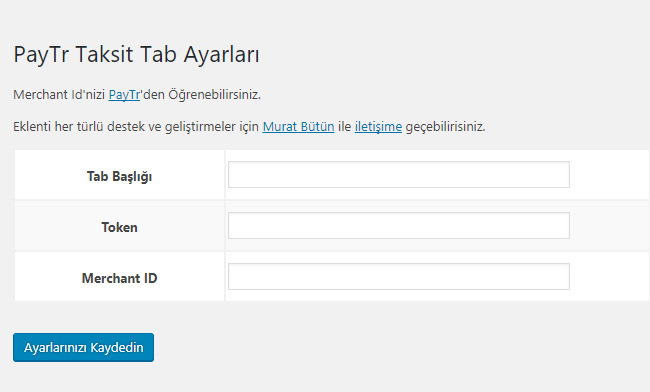 PayTr Taksit Tab Ayarları
Merchant Id'nizi PayTr'den Öğrenebilirsiniz.
Eklenti her türlü destek ve geliştirmeler için Murat Bütün ile iletişime geçebilirisiniz.
Tab Başlığı
Token
Merchant ID
Ayarlarınızı Kaydedin